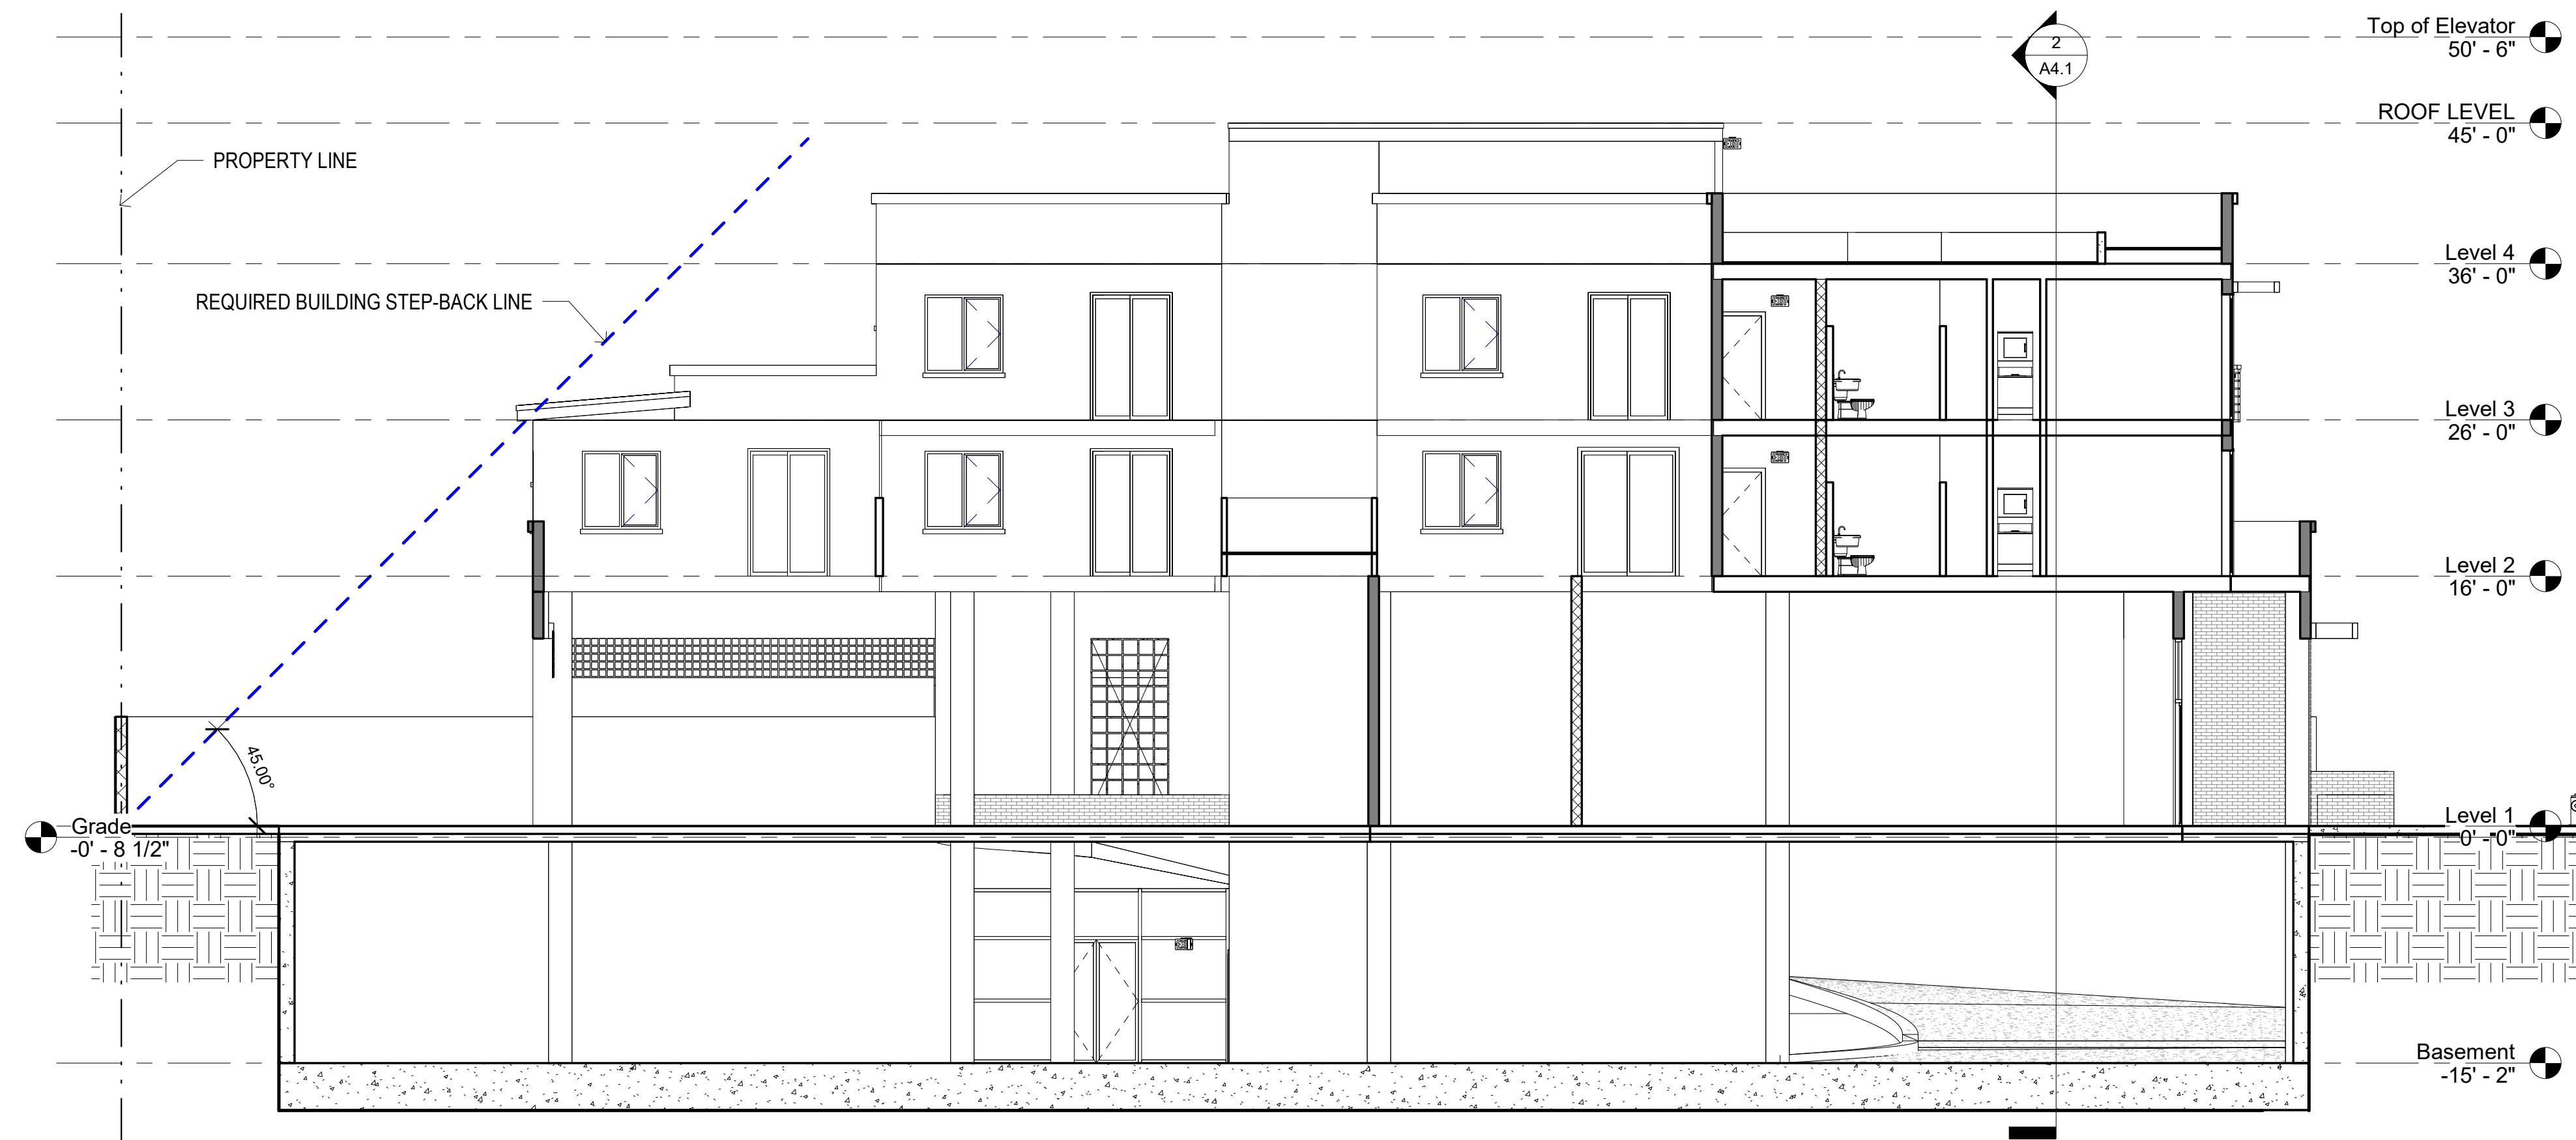 Top of Elevator
50' - 6"
2
A4.1
ROOF LEVEL
45' - 0"
PROPERTY LINE
Level 4
36' - 0"
REQUIRED BUILDING STEP-BACK LINE
Level 3
26' - 0"
Level 2
16' - 0"
45.00°
Grade
-0' - 8 1/2"
Level 1
0' - 0"
Basement
-15' - 2"